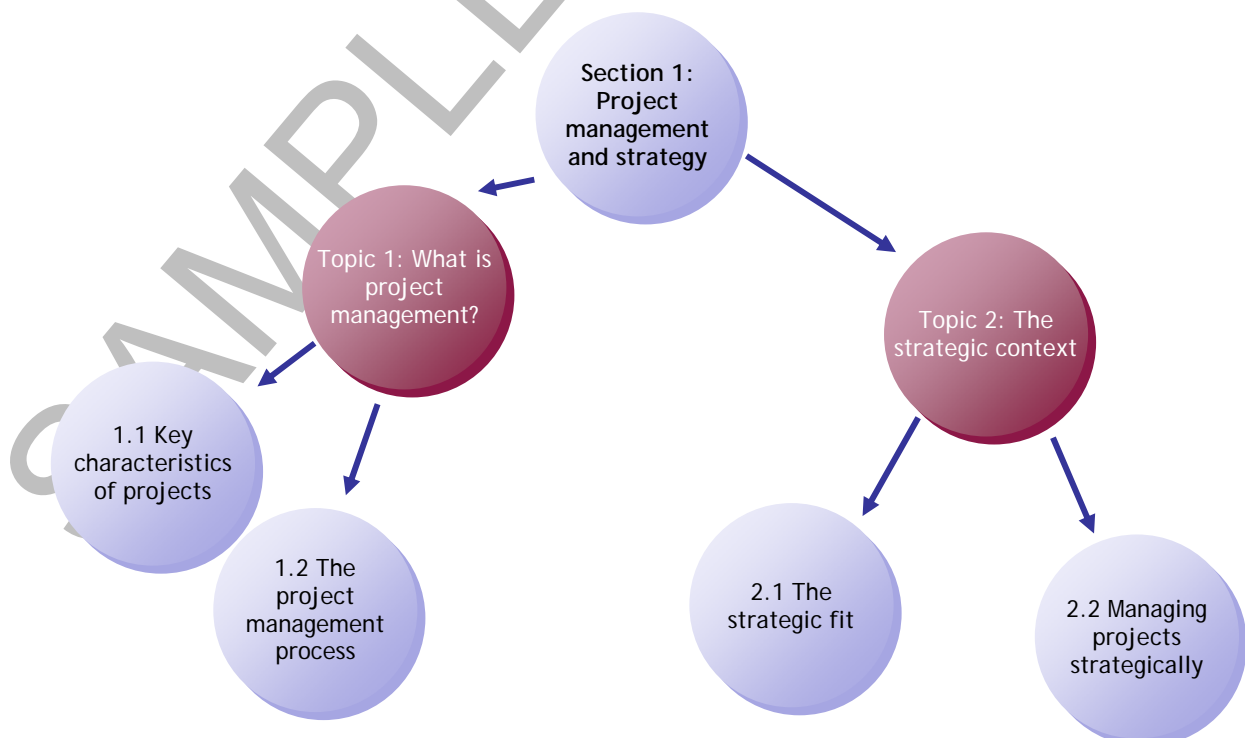 SAMPLE
Section 1:
Project
management
and strategy
Topic 1: What is
project
management?
Topic 2: The
strategic context
1.1 Key
characteristics
of projects
1.2 The
project
management
process
2.1 The
strategic fit
2.2 Managing
projects
strategically